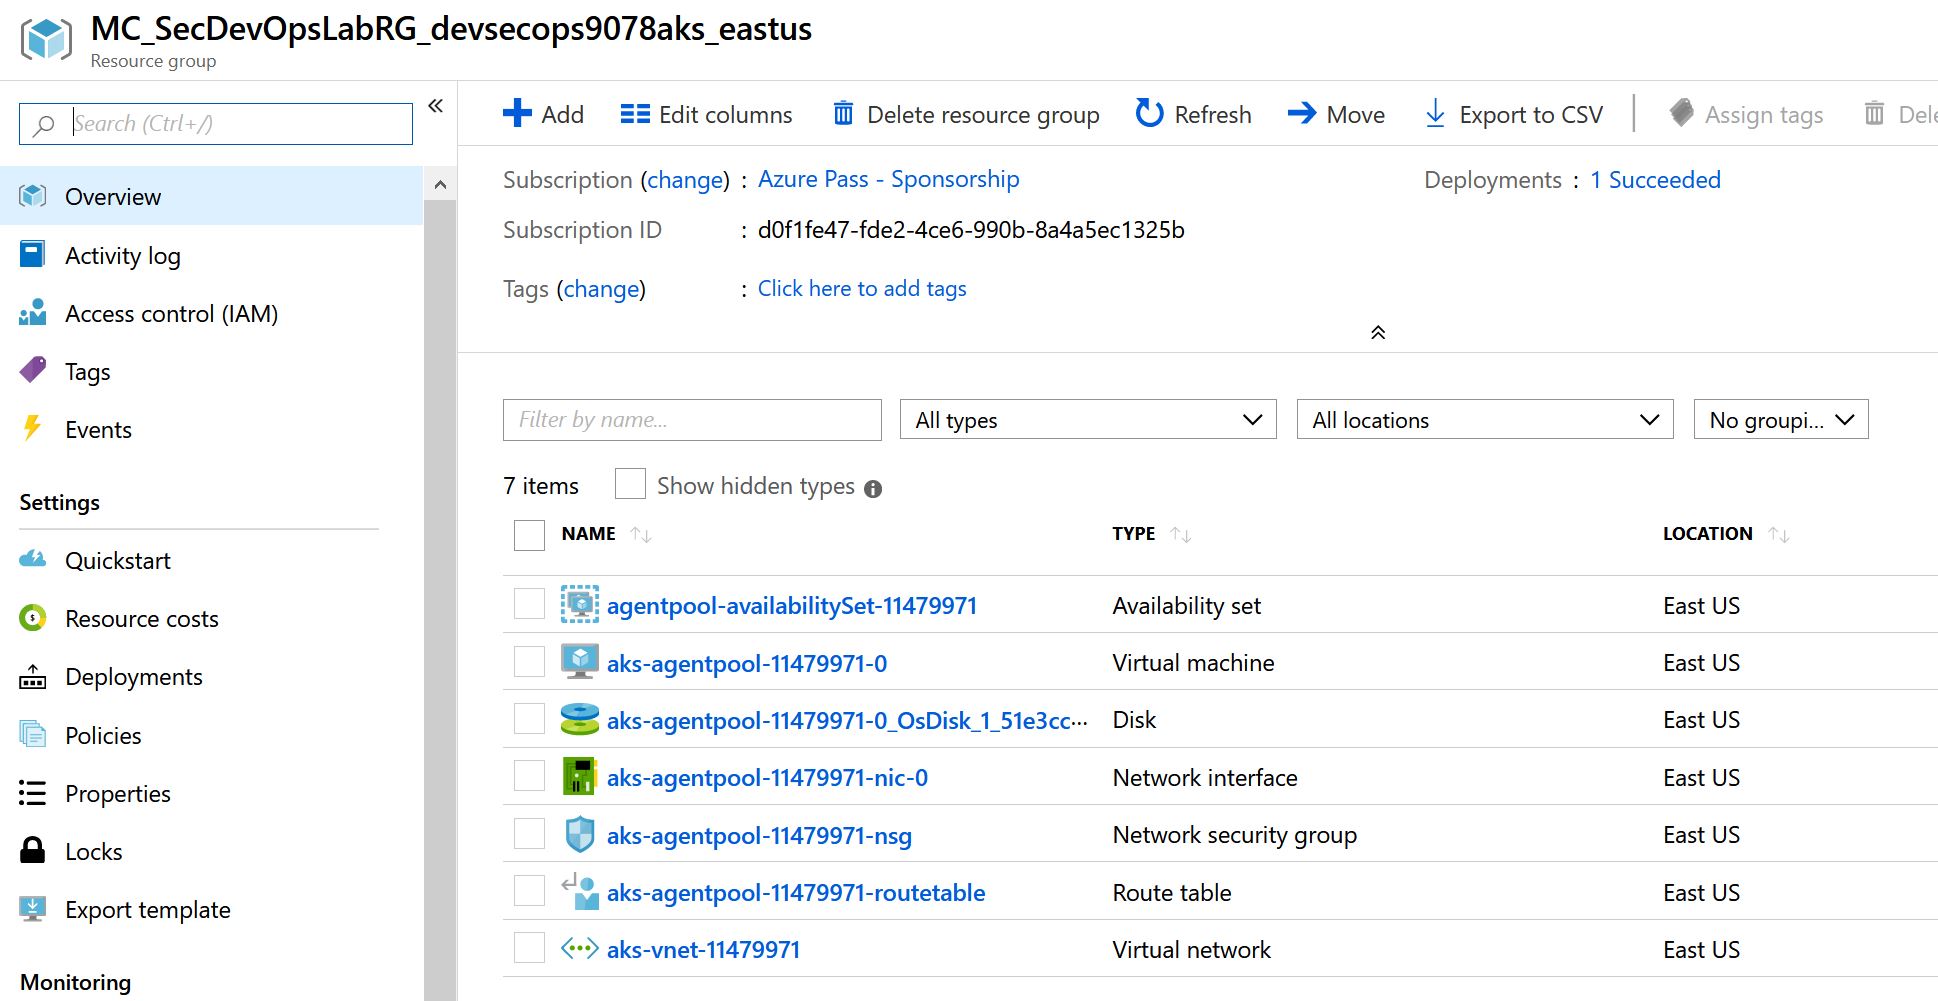 MC_SecDevOpsLabRG_devsecops9078aks_eastus
Resource group
Search (Ctrl+/)
Overview
Activity log
Access control (IAM)
Tags
Events
Settings
Quickstart
Resource costs
Deployments
Policies
Properties
Locks
Export template
Monitoring
Add Edit columns Delete resource group Refresh Move Export to CSV Assign tags
Subscription (change) : Azure Pass - Sponsorship Deployments : 1 Succeeded
Subscription ID : d0f1fe47-fde2-4ce6-990b-8a4a5ec1325b
Tags (change) : Click here to add tags
Filter by name... All types All locations No groupi...
7 items Show hidden types
NAME TYPE LOCATION
agentpool-availabilitySet-11479971 Availability set East US
aks-agentpool-11479971-0 Virtual machine East US
aks-agentpool-11479971-0_OsDisk_1_51e3cc··· Disk East US
aks-agentpool-11479971-nic-0 Network interface East US
aks-agentpool-11479971-nsg Network security group East US
aks-agentpool-11479971-routetable Route table East US
aks-vnet-11479971 Virtual network East US